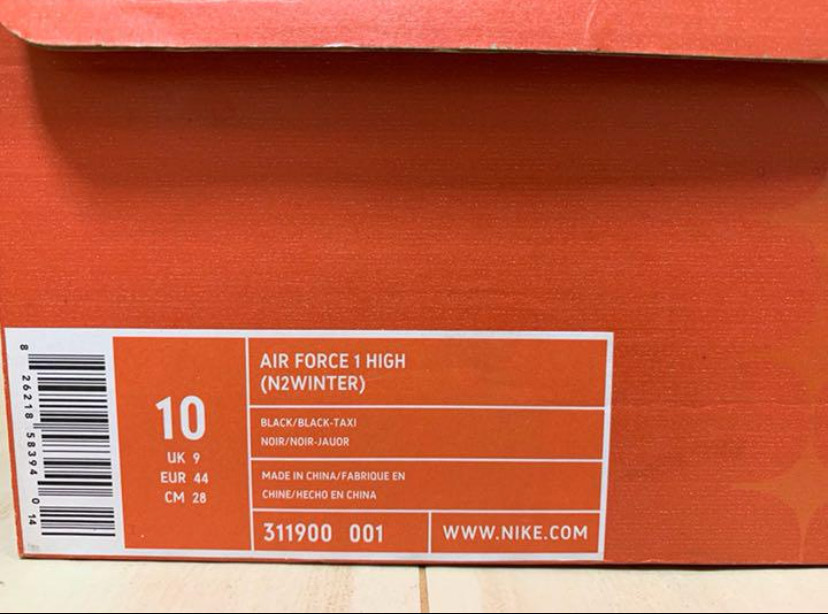 8 26218 58394 0 14
10
UK 9
EUR 44
CM 28
AIR FORCE 1 HIGH
(N2WINTER)
BLACK/BLACK-TAXI
NOIR/NOIR-JAUOR
MADE IN CHINA/FABRIQUE EN
CHINE/HECHO EN CHINA
311900 001
WWW.NIKE.COM